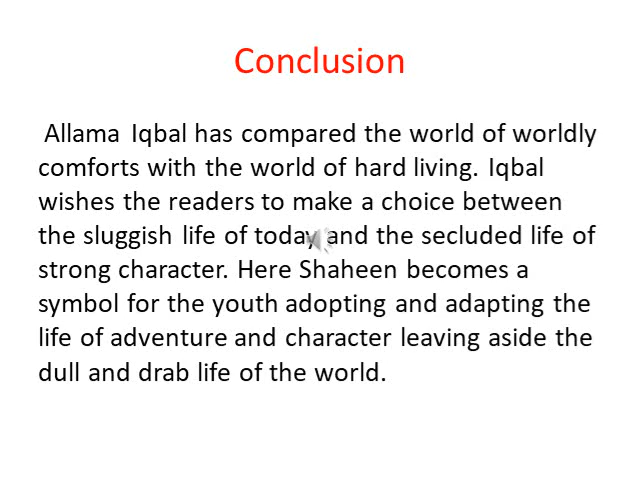 Conclusion
Allama Iqbal has compared the world of worldly
comforts with the world of hard living. Iqbal
wishes the readers to make a choice between
the sluggish life of today and the secluded life of
strong character. Here Shaheen becomes a
symbol for the youth adopting and adapting the
life of adventure and character leaving aside the
dull and drab life of the world.